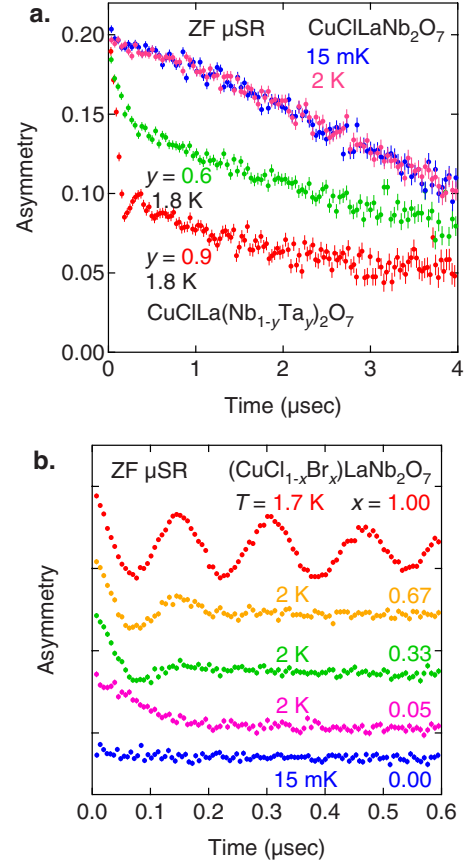 a.
ZF µSR
CuClLaNb₂O₇
15 mK
2 K
0.20
0.15
0.10
0.05
0.00
Asymmetry
y = 0.6
1.8 K
y = 0.9
1.8 K
CuClLa(Nb₁₋yTay)₂O₇
0 1 2 3 4
Time (µsec)
b.
ZF µSR
(CuCl₁₋ₓBrₓ)LaNb₂O₇
T = 1.7 K x = 1.00
2 K 0.67
2 K 0.33
2 K 0.05
15 mK 0.00
Asymmetry
0.0 0.1 0.2 0.3 0.4 0.5 0.6
Time (µsec)